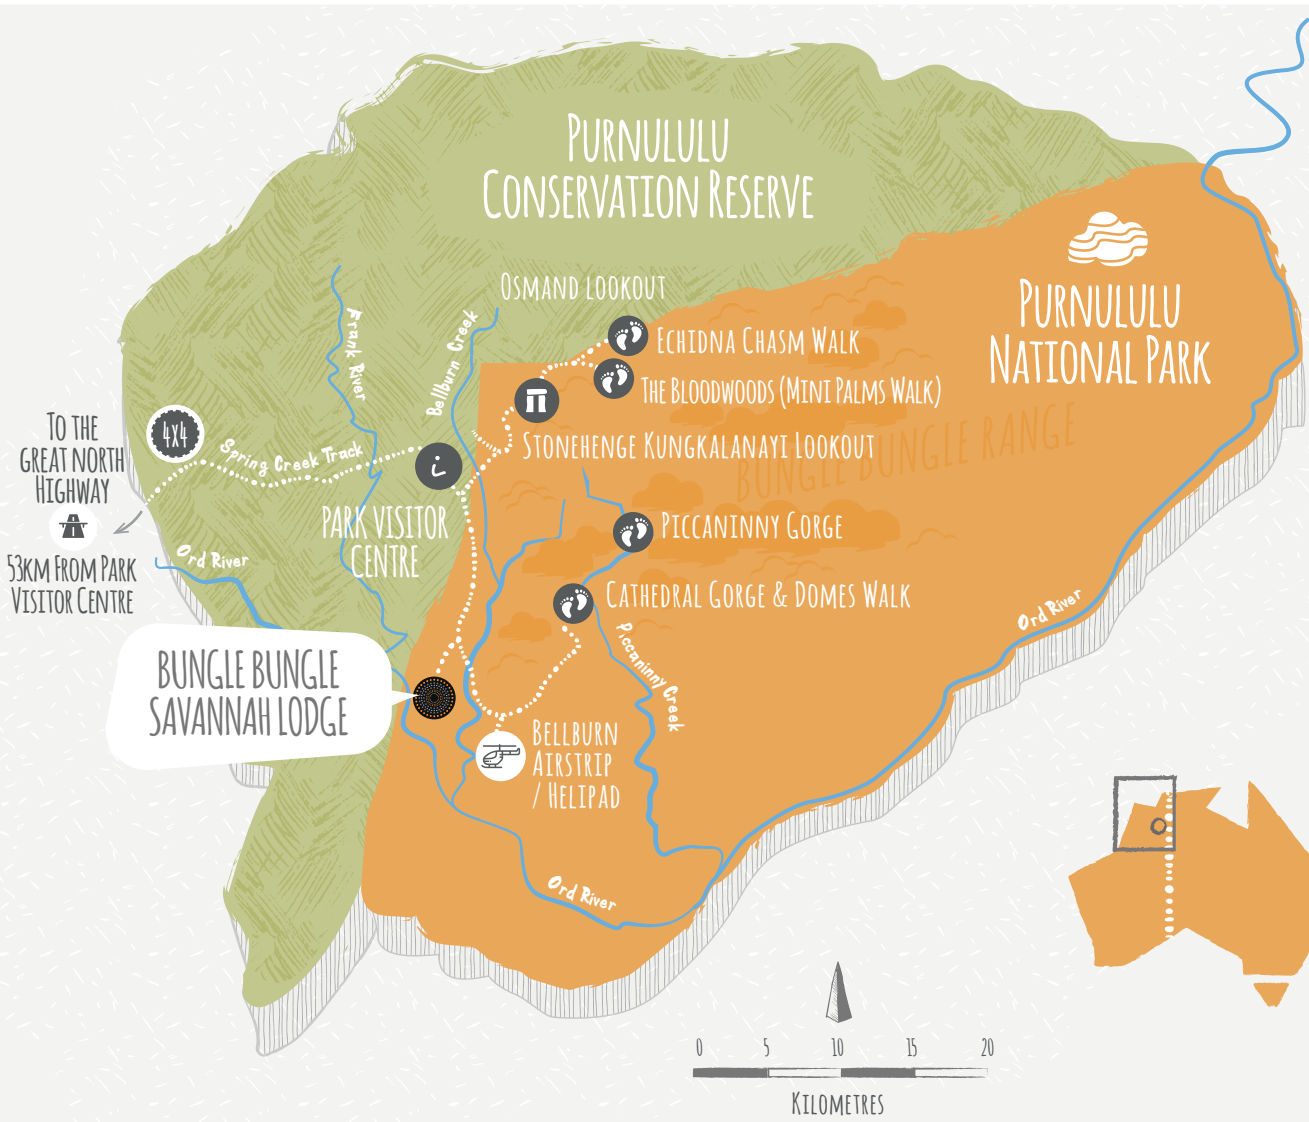 PURNULULU
CONSERVATION RESERVE
PURNULULU
NATIONAL PARK
OSMAND LOOKOUT
ECHIDNA CHASM WALK
THE BLOODWOODS (MINI PALMS WALK)
STONEHENGE KUNGKALANAYI LOOKOUT
BUNGLE BUNGLE RANGE
Frank River
Bellburn Creek
4X4
Spring Creek Track
TO THE
GREAT NORTH
HIGHWAY
53KM FROM PARK
VISITOR CENTRE
i
PARK VISITOR
CENTRE
PICCANINNY GORGE
CATHEDRAL GORGE & DOMES WALK
Ord River
Ord River
Piccaninny Creek
BUNGLE BUNGLE
SAVANNAH LODGE
BELLBURN
AIRSTRIP
/ HELIPAD
Ord River
0 5 10 15 20
KILOMETRES